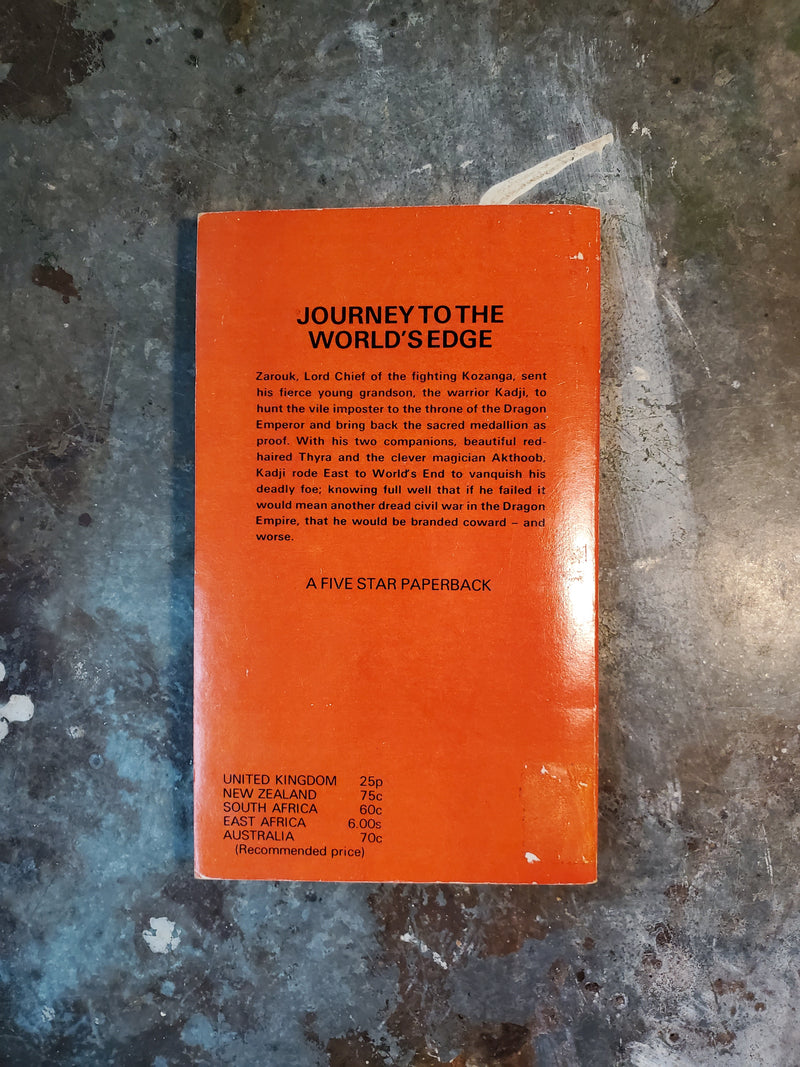 JOURNEY TO THE
WORLD'S EDGE
Zarouk, Lord Chief of the fighting Kozanga, sent
his fierce young grandson, the warrior Kadji, to
hunt the vile imposter to the throne of the Dragon
Emperor and bring back the sacred medallion as
proof. With his two companions, beautiful red-
haired Thyra and the clever magician Akthoob,
Kadji rode East to World's End to vanquish his
deadly foe; knowing full well that if he failed it
would mean another dread civil war in the Dragon
Empire, that he would be branded coward – and
worse.
A FIVE STAR PAPERBACK
UNITED KINGDOM 25p
NEW ZEALAND 75c
SOUTH AFRICA 60c
EAST AFRICA 6.00s
AUSTRALIA 70c
(Recommended price)